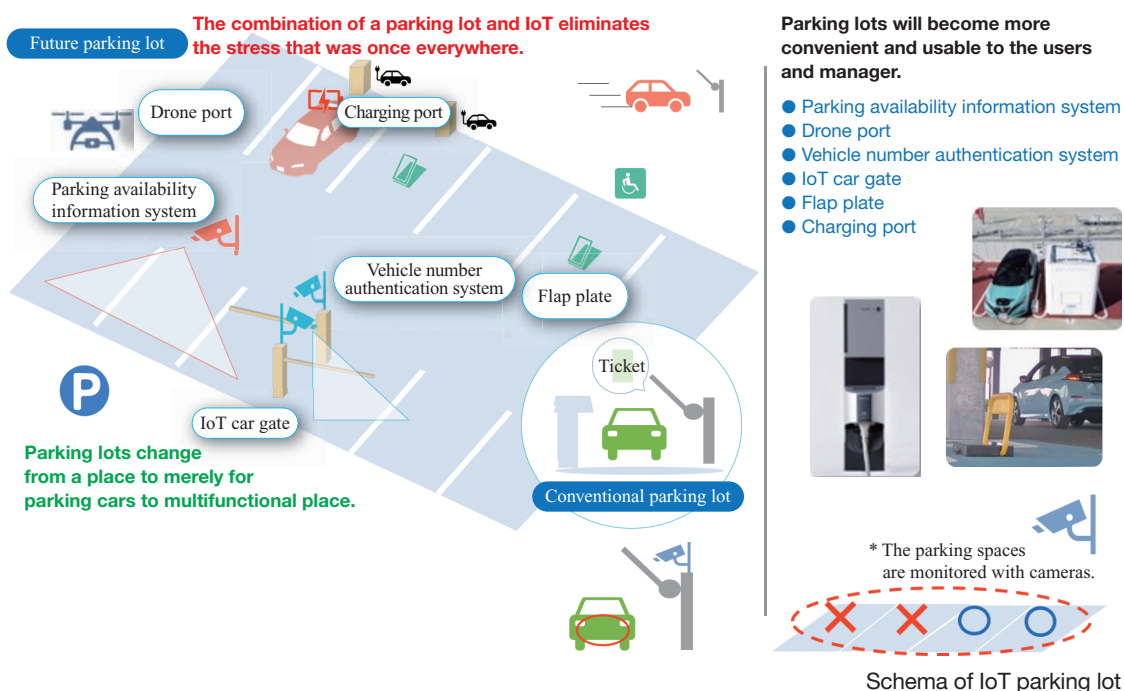 Future parking lot
The combination of a parking lot and IoT eliminates
the stress that was once everywhere.
Drone port
Charging port
Parking availability
information system
Vehicle number
authentication system
Flap plate
IoT car gate
P
Parking lots change
from a place to merely for
parking cars to multifunctional place.
Ticket
Conventional parking lot
Parking lots will become more
convenient and usable to the users
and manager.
● Parking availability information system
● Drone port
● Vehicle number authentication system
● IoT car gate
● Flap plate
● Charging port
* The parking spaces
are monitored with cameras.
Schema of IoT parking lot